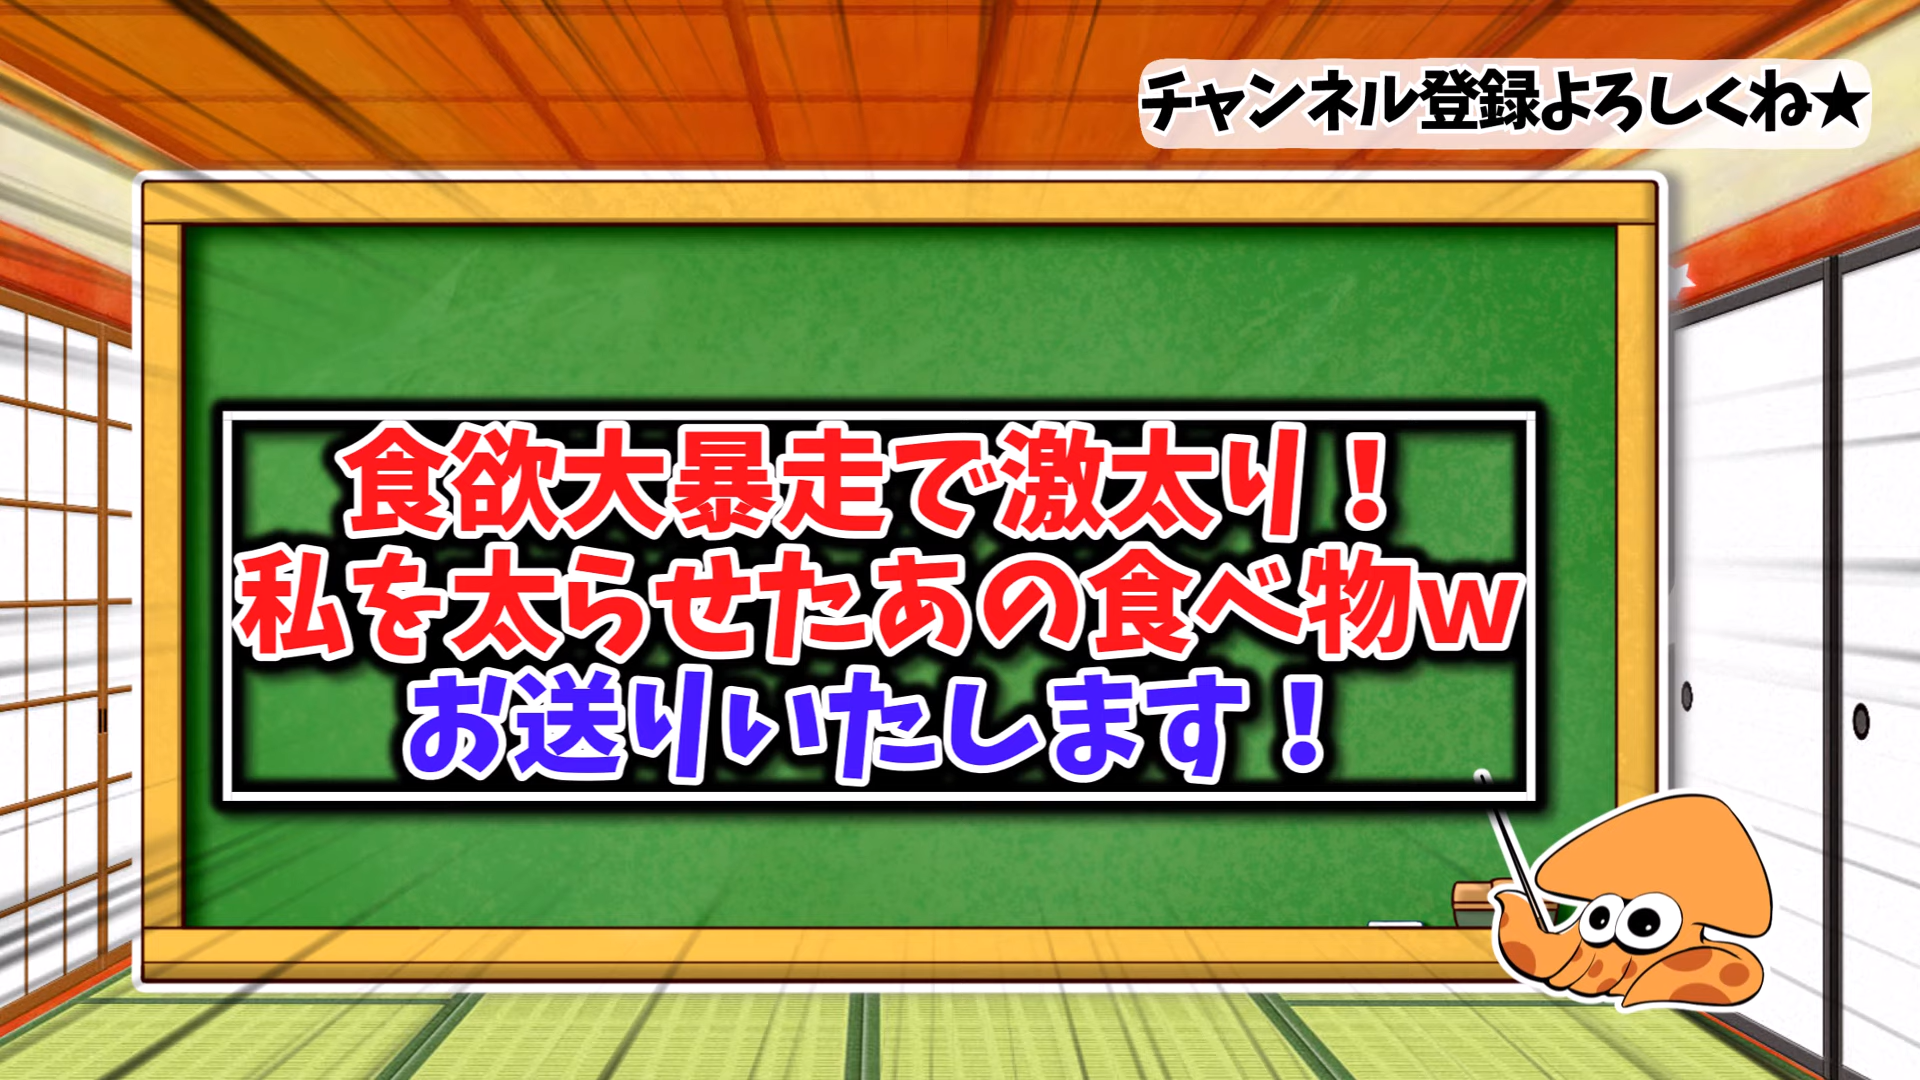 チャンネル登録よろしくね★
食欲大暴走で激太り！
私を太らせたあの食べ物w
お送りいたします！